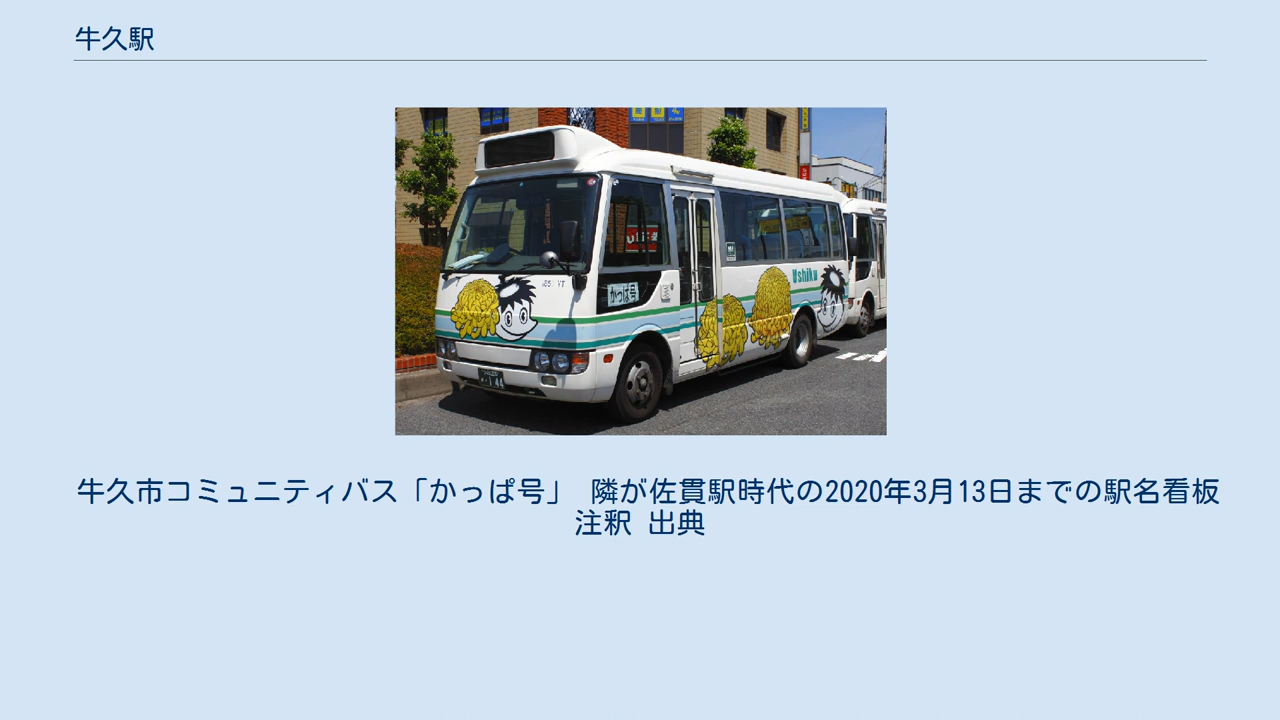 牛久駅
かっぱ号
Ushiku
144
牛久市コミュニティバス「かっぱ号」 隣が佐貫駅時代の2020年3月13日までの駅名看板
注釈 出典